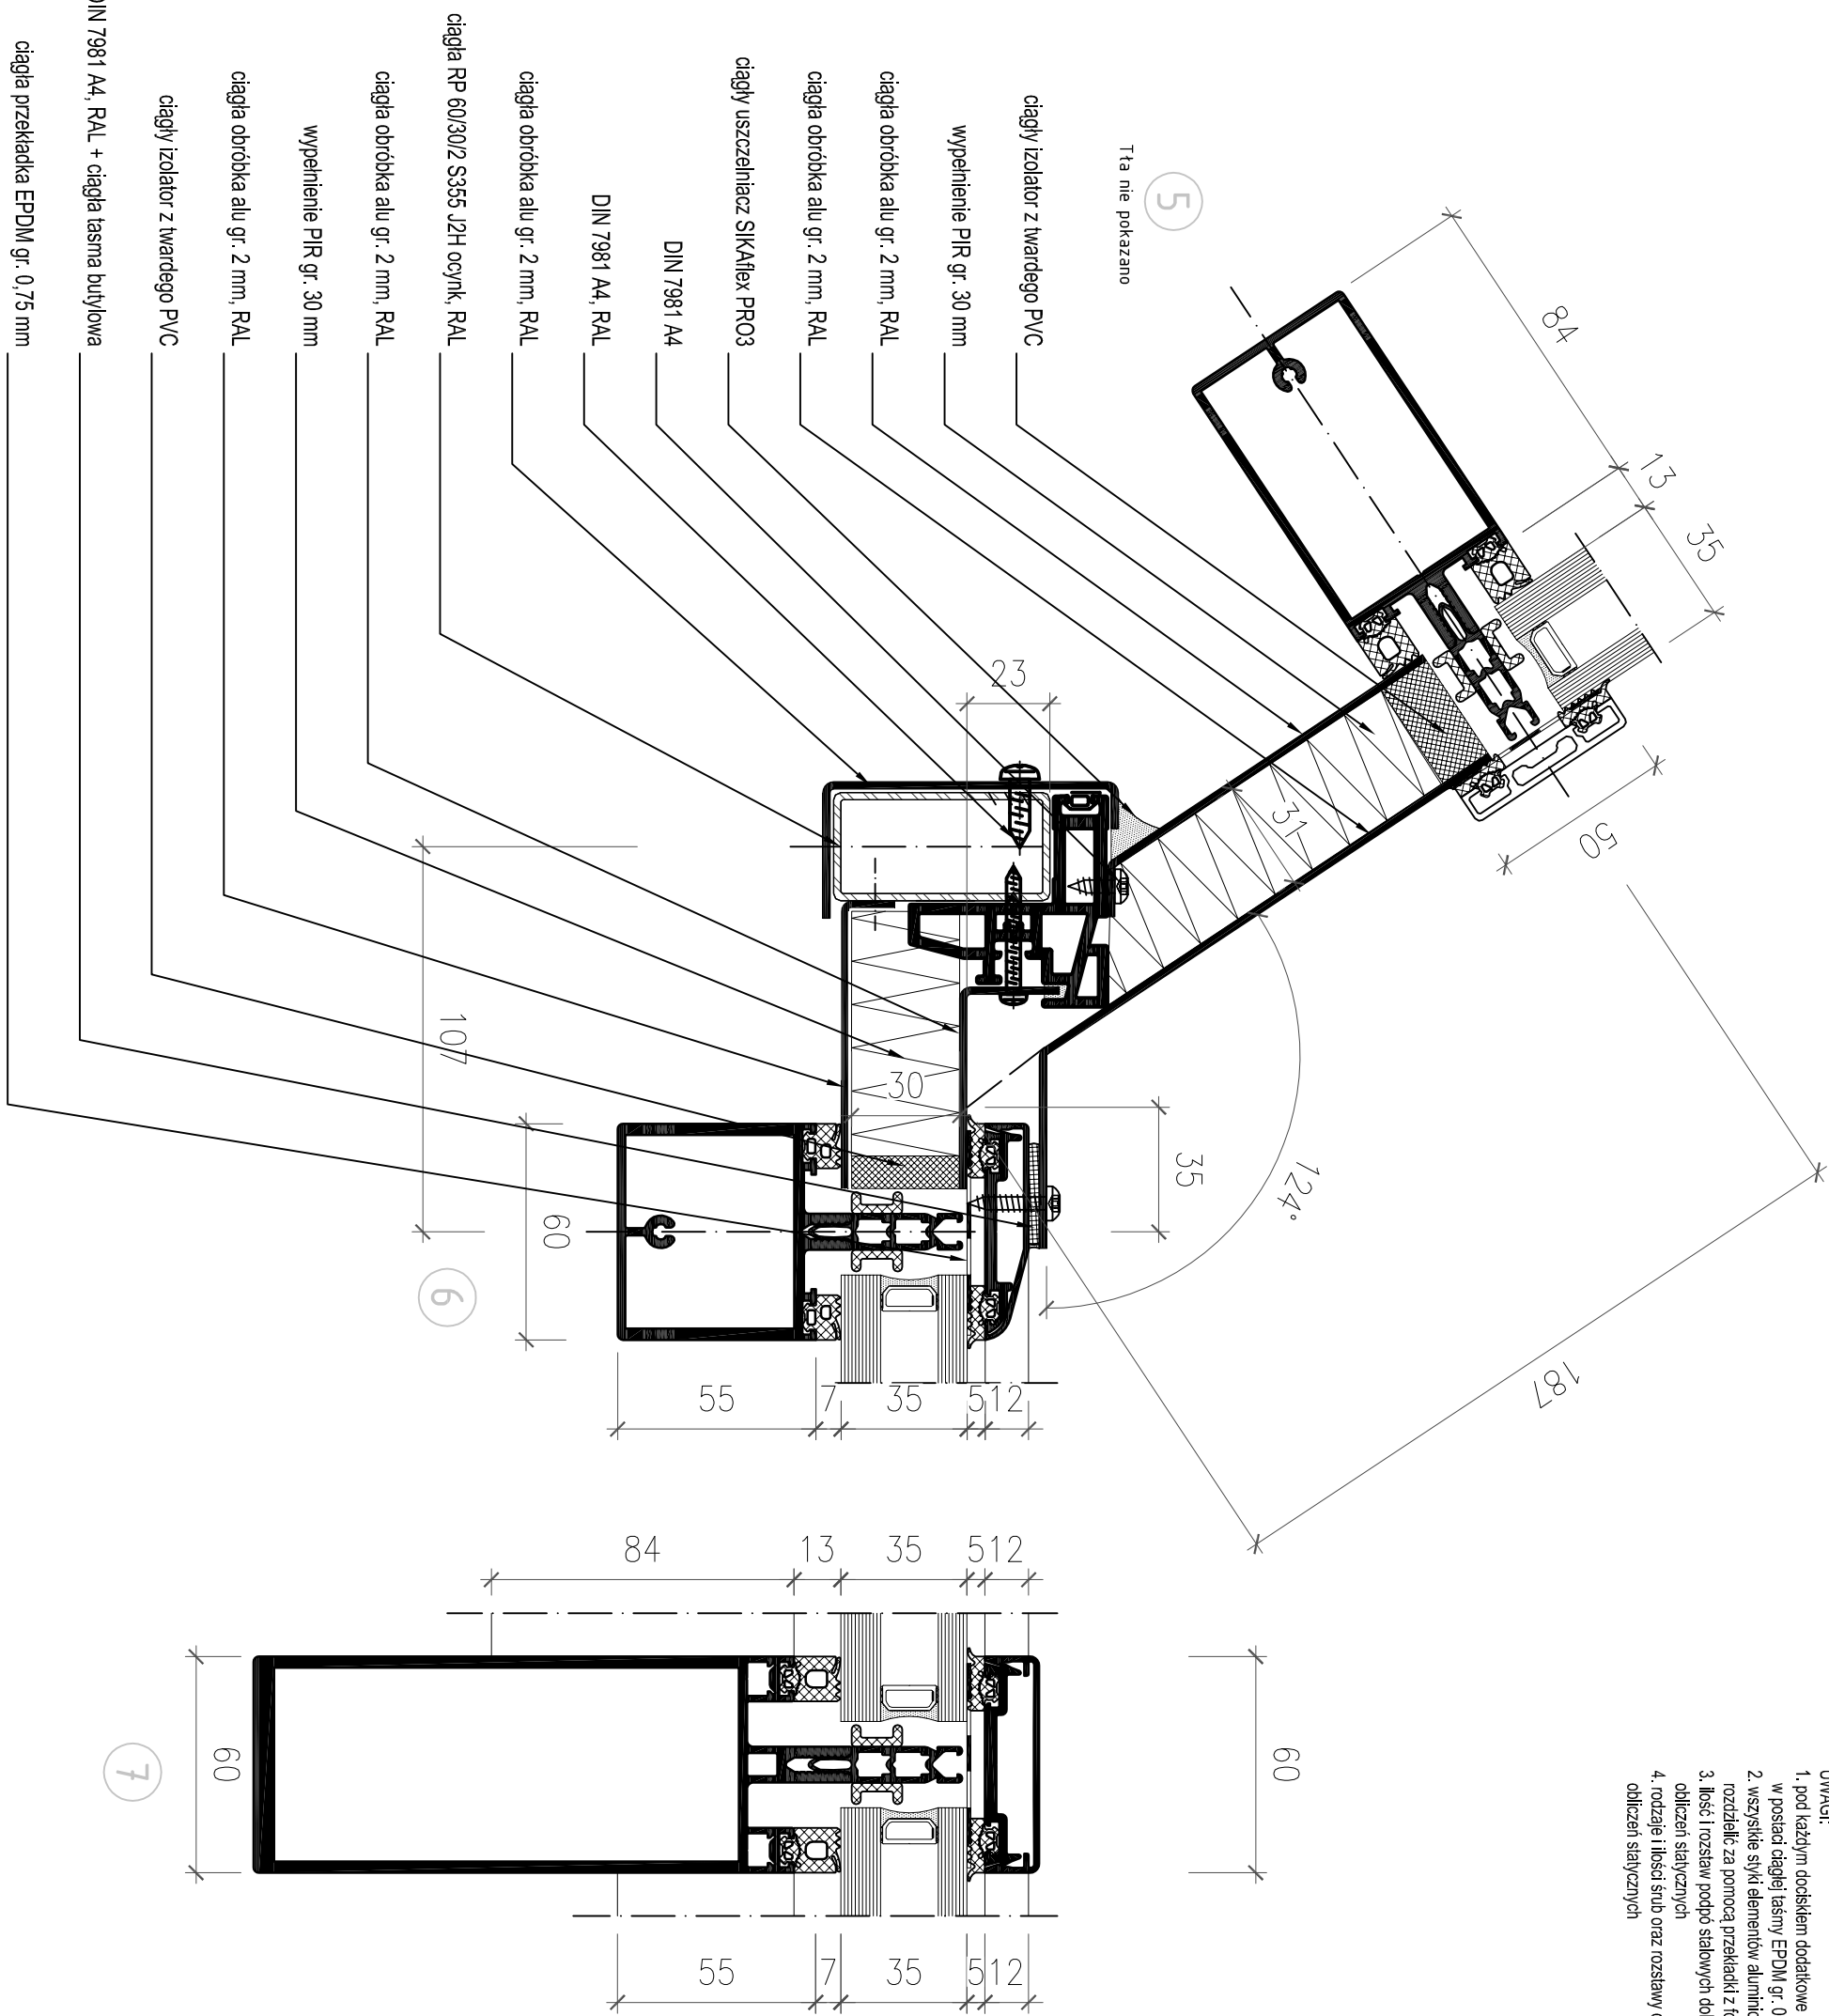 UWAGI:
1. pod każdym dociskiem dodatkowe
w postaci ciągłej taśmy EPDM gr. 0
2. wszystkie styki elementów
rozdzielić za pomocą przekładki z
3. ilość i rozstaw podpó stalowych
obliczeń statycznych
4. rodzaje i ilości śrub oraz rozstawy
obliczeń statycznych
5
Tła nie pokazano
ciągły izolator z twardego PVC
wypełnienie PIR gr. 30 mm
ciągła obróbka alu gr. 2 mm, RAL
ciągła obróbka alu gr. 2 mm, RAL
ciągły uszczelniacz SIKAflex PRO3
DIN 7981 A4
DIN 7981 A4, RAL
ciągła obróbka alu gr. 2 mm, RAL
ciągła RP 60/30/2 S355 J2H ocynk, RAL
ciągła obróbka alu gr. 2 mm, RAL
wypełnienie PIR gr. 30 mm
ciągła obróbka alu gr. 2 mm, RAL
ciągły izolator z twardego PVC
DIN 7981 A4, RAL + ciągła tasma butylowa
ciągła przekładka EPDM gr. 0,75 mm
84
13
35
50
31
23
187
124°
35
30
107
60
6
55
7
35
5
12
84
13
35
5
12
60
60
7
55
7
35
5
12